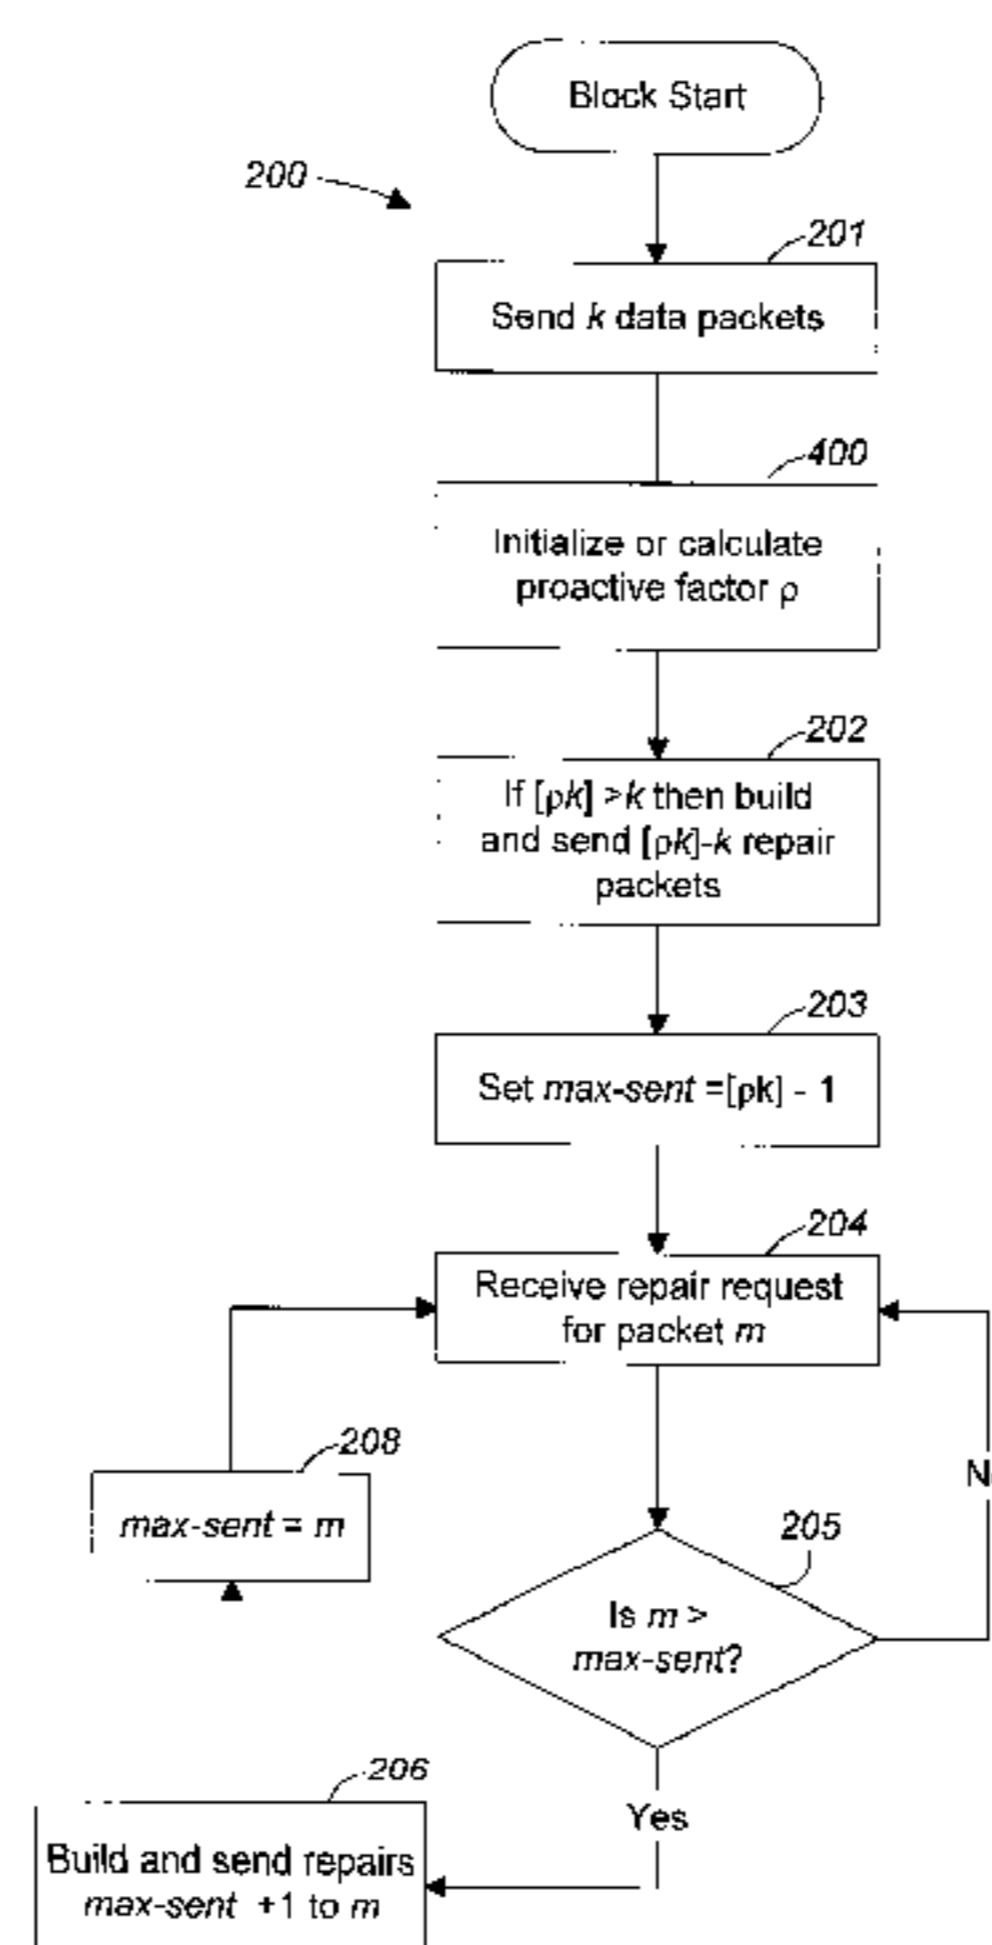 Block Start
200
201
Send k data packets
400
Initialize or calculate
proactive factor ρ
202
If [ρk] >k then build
and send [ρk]-k repair
packets
203
Set max-sent =[ρk] - 1
204
Receive repair request
for packet m
208
max-sent = m
N
205
Is m >
max-sent?
Yes
206
Build and send repairs
max-sent +1 to m